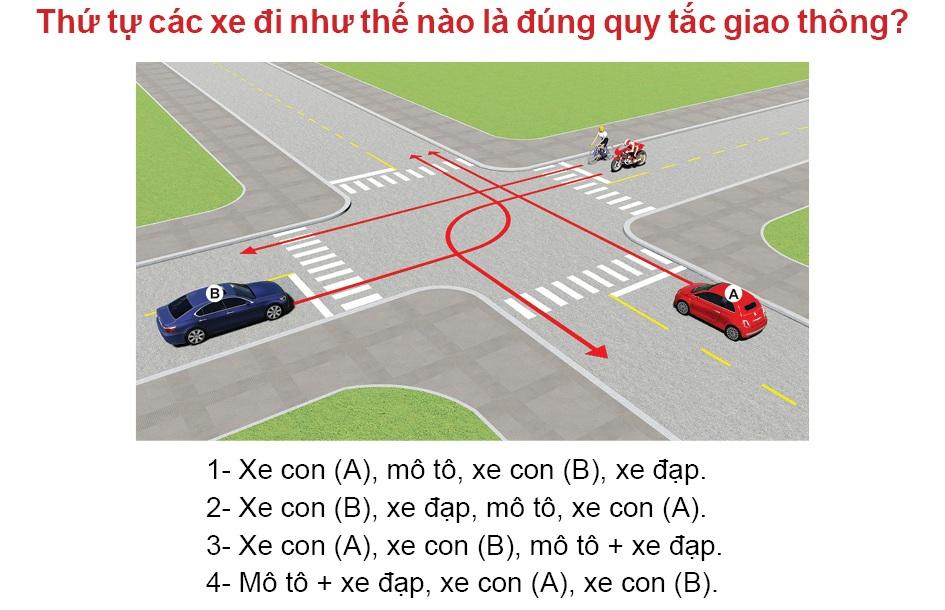 Thứ tự các xe đi như thế nào là đúng quy tắc giao thông?
B
A
1- Xe con (A), mô tô, xe con (B), xe đạp.
2- Xe con (B), xe đạp, mô tô, xe con (A).
3- Xe con (A), xe con (B), mô tô + xe đạp.
4- Mô tô + xe đạp, xe con (A), xe con (B).